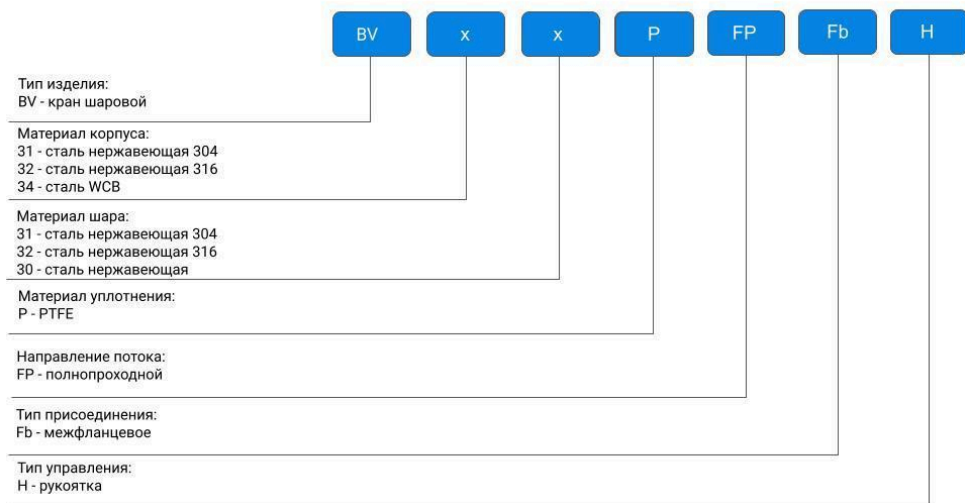 BV x x P FP Fb H
Тип изделия:
BV - кран шаровой
Материал корпуса:
31 - сталь нержавеющая 304
32 - сталь нержавеющая 316
34 - сталь WCB
Материал шара:
31 - сталь нержавеющая 304
32 - сталь нержавеющая 316
30 - сталь нержавеющая
Материал уплотнения:
P - PTFE
Направление потока:
FP - полнопроходной
Тип присоединения:
Fb - межфланцевое
Тип управления:
H - рукоятка